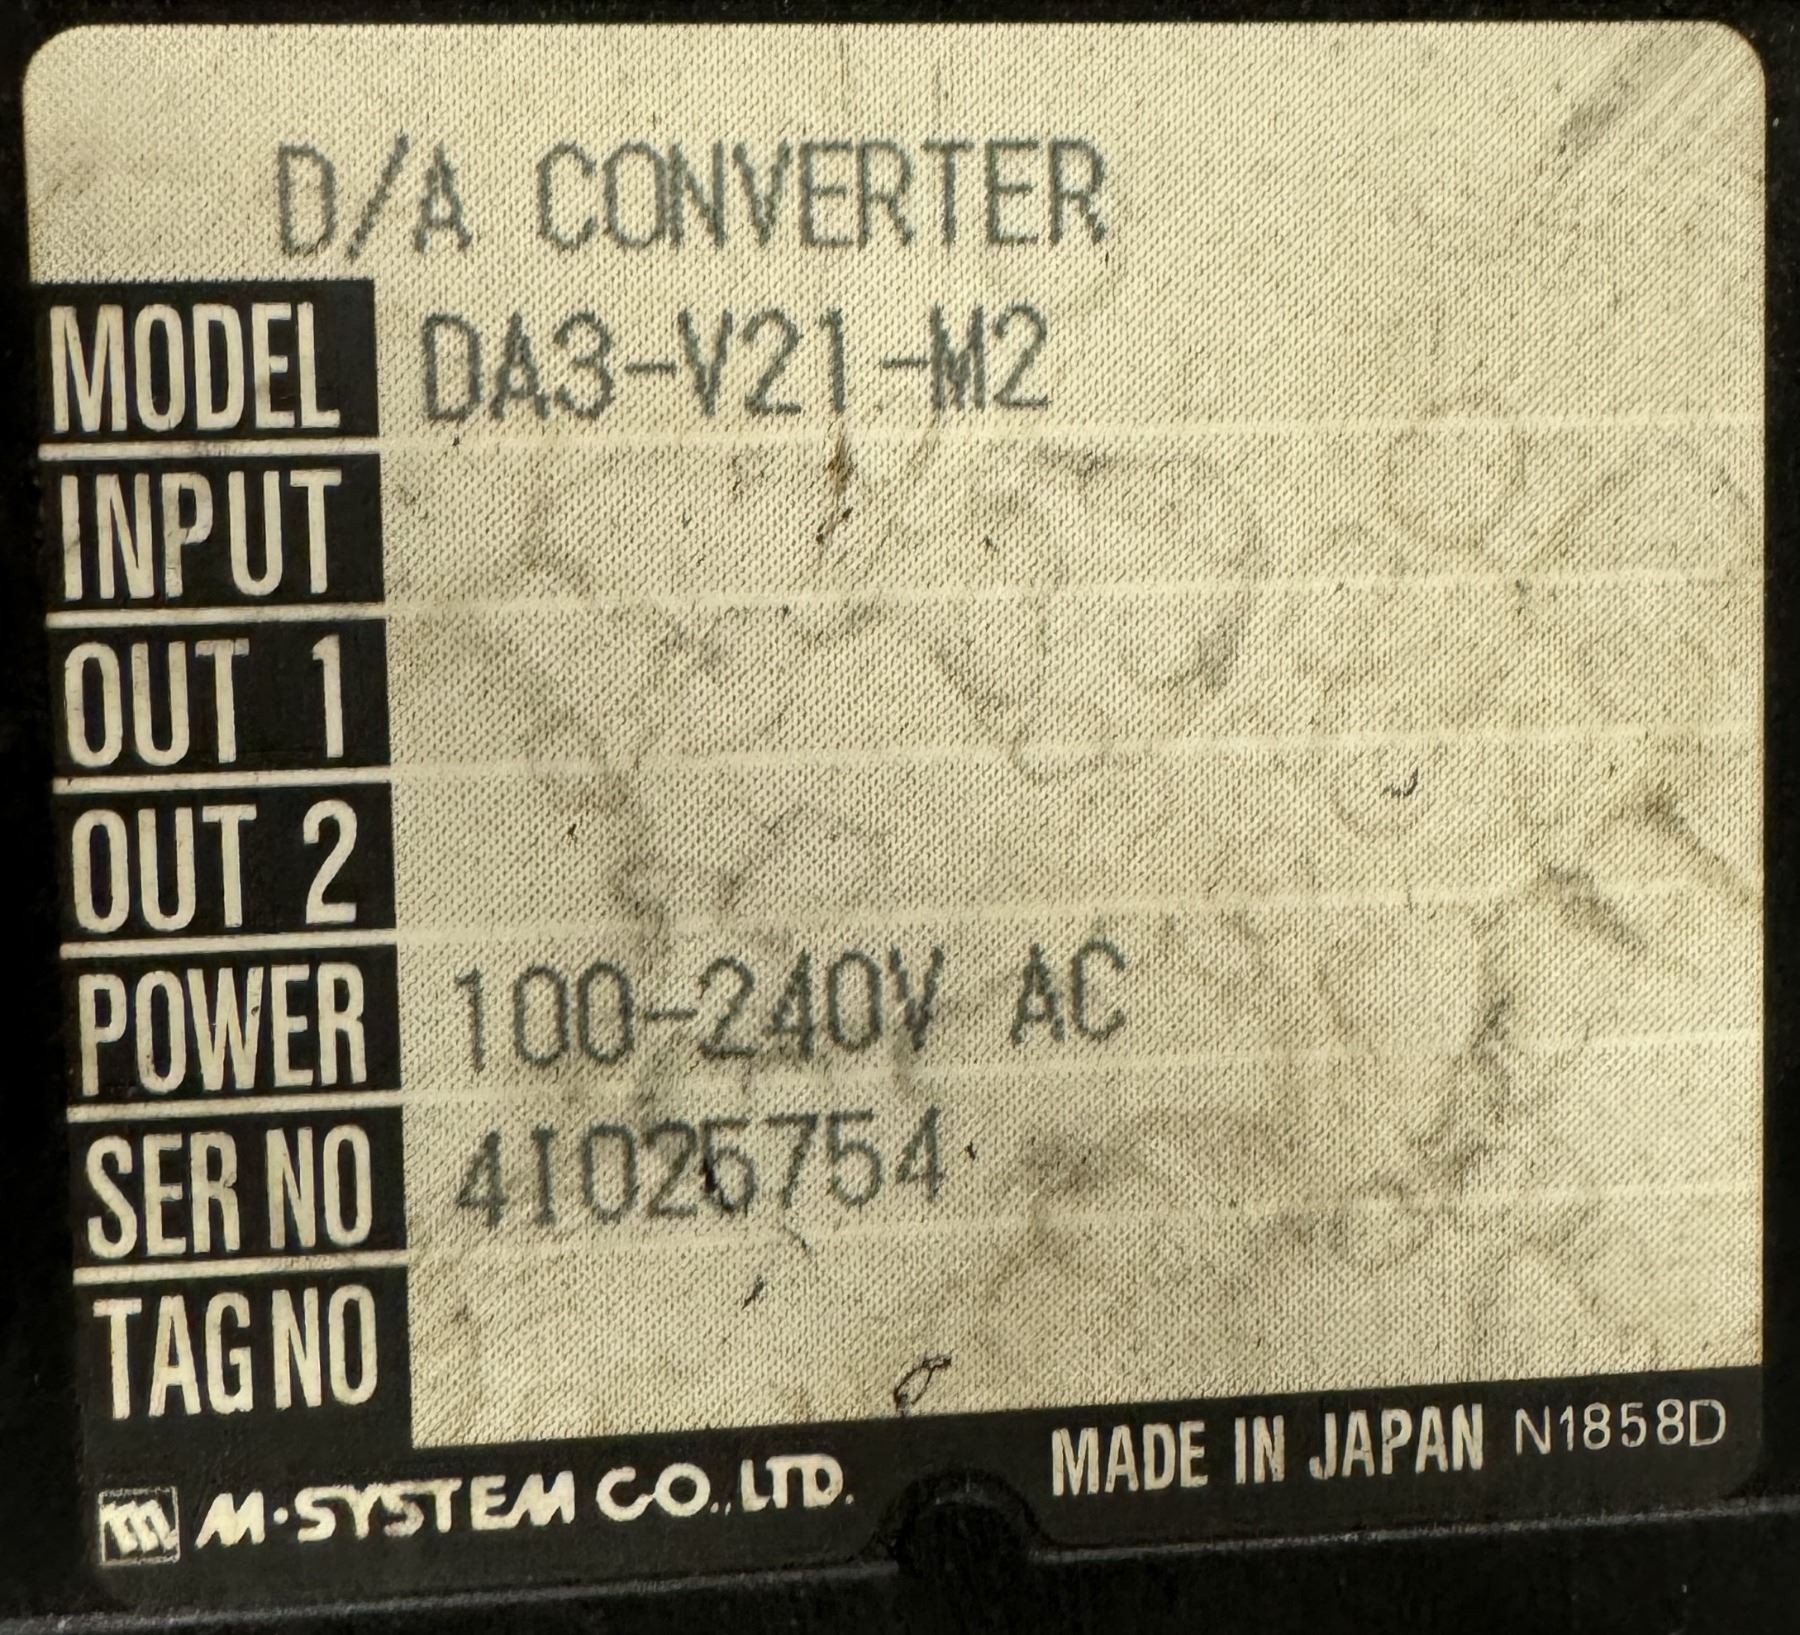 D/A CONVERTER
MODEL DA3-V21-M2
INPUT
OUT 1
OUT 2
POWER 100-240V AC
SER NO 4I026754
TAG NO
M·SYSTEM CO.,LTD. MADE IN JAPAN N1858D